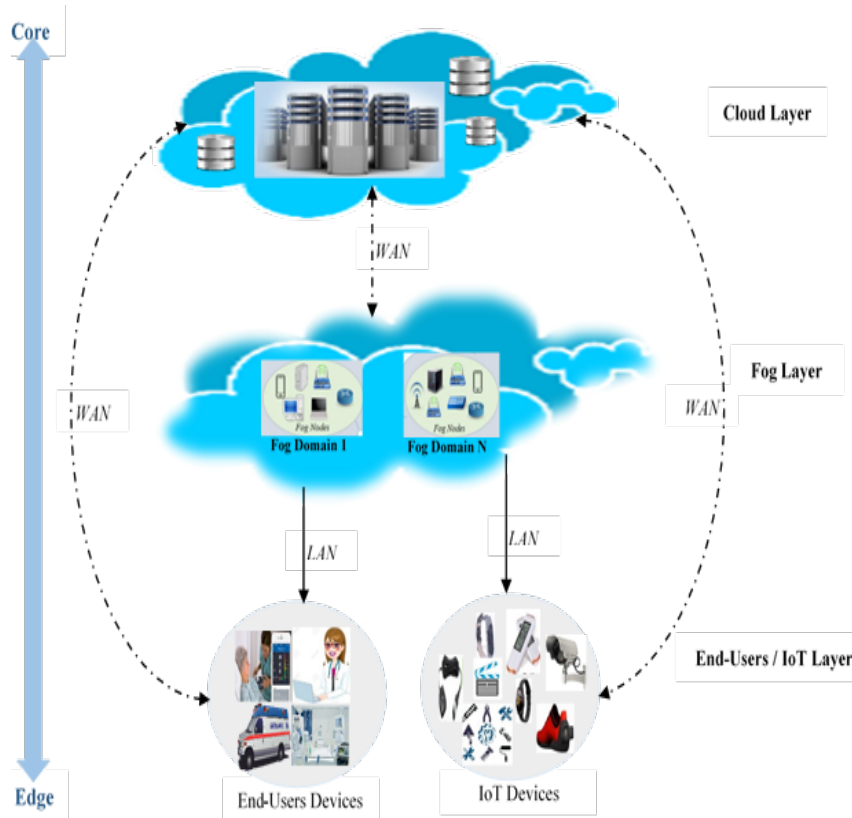 Core
Cloud Layer
WAN
Fog Layer
WAN
WAN
Fog Nodes
Fog Nodes
Fog Domain 1
Fog Domain N
LAN
LAN
End-Users / IoT Layer
Edge
End-Users Devices
IoT Devices